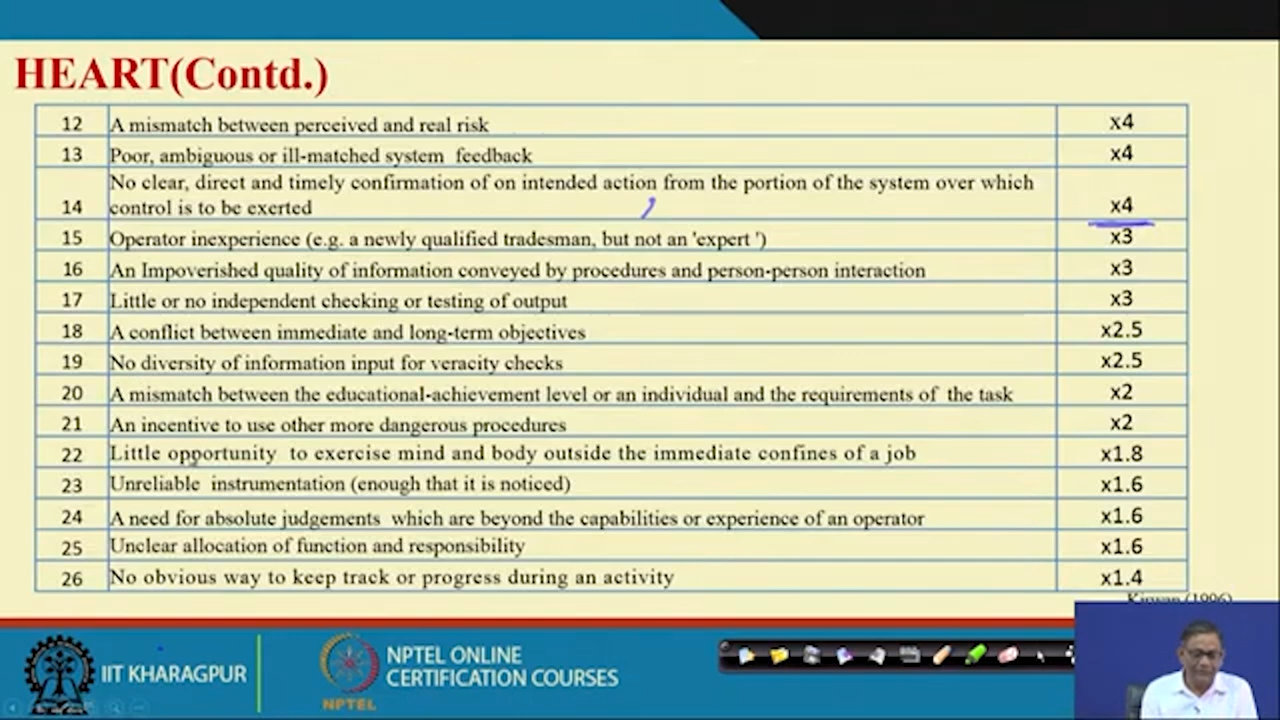 HEART(Contd.)
12 A mismatch between perceived and real risk x4
13 Poor, ambiguous or ill-matched system feedback x4
No clear, direct and timely confirmation of on intended action from the portion of the system over which
14 control is to be exerted x4
15 Operator inexperience (e.g. a newly qualified tradesman, but not an 'expert ') x3
16 An Impoverished quality of information conveyed by procedures and person-person interaction x3
17 Little or no independent checking or testing of output x3
18 A conflict between immediate and long-term objectives x2.5
19 No diversity of information input for veracity checks x2.5
20 A mismatch between the educational-achievement level or an individual and the requirements of the task x2
21 An incentive to use other more dangerous procedures x2
22 Little opportunity to exercise mind and body outside the immediate confines of a job x1.8
23 Unreliable instrumentation (enough that it is noticed) x1.6
24 A need for absolute judgements which are beyond the capabilities or experience of an operator x1.6
25 Unclear allocation of function and responsibility x1.6
26 No obvious way to keep track or progress during an activity x1.4
Kirwan (1996)
IIT KHARAGPUR
NPTEL ONLINE
CERTIFICATION COURSES
NPTEL